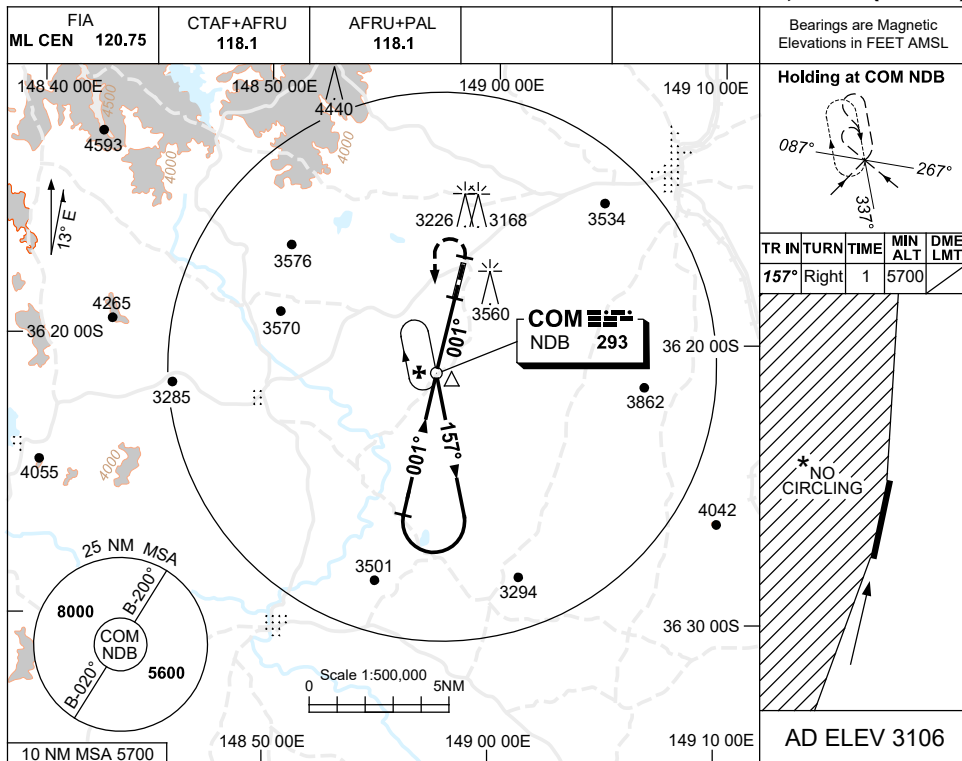 FIA
ML CEN 120.75
CTAF+AFRU
118.1
AFRU+PAL
118.1
Bearings are Magnetic
Elevations in FEET AMSL
148 40 00E
148 50 00E
149 00 00E
149 10 00E
4500
4440
4593
4000
4000
13° E
3226
3168
3534
3576
3560
4265
3570
36 20 00S
COM
NDB 293
001°
36 20 00S
3285
3862
157°
001°
4055
4000
4042
3501
3294
25 NM MSA
8000
B-200°
COM
NDB
5600
B-020°
36 30 00S
Scale 1:500,000
0 5NM
10 NM MSA 5700
148 50 00E
149 00 00E
149 10 00E
Holding at COM NDB
087°
267°
337°
TR IN TURN TIME MIN ALT DME LMT
157° Right 1 5700
*NO
CIRCLING
AD ELEV 3106